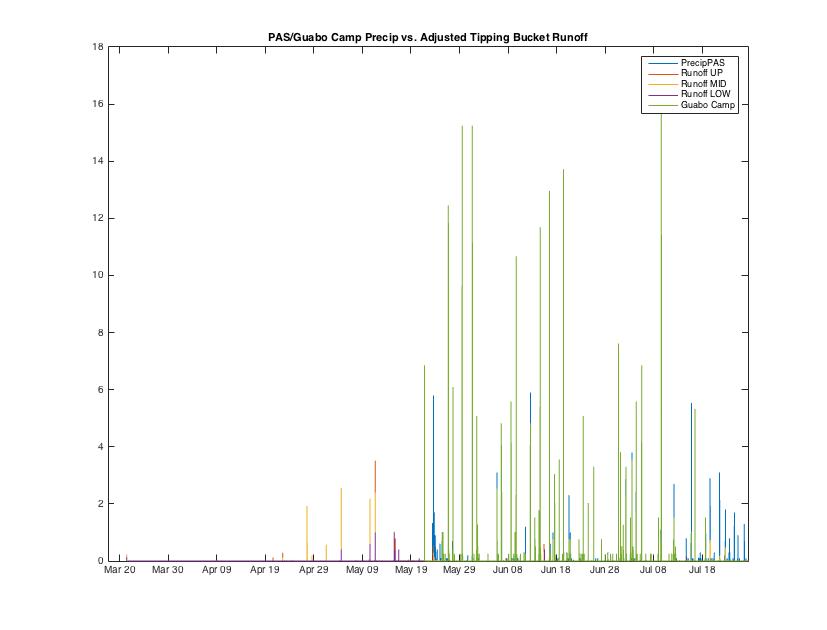 PAS/Guabo Camp Precip vs. Adjusted Tipping Bucket Runoff
18
16
14
12
10
8
6
4
2
0
PrecipPAS
Runoff UP
Runoff MID
Runoff LOW
Guabo Camp
Mar 20 Mar 30 Apr 09 Apr 19 Apr 29 May 09 May 19 May 29 Jun 08 Jun 18 Jun 28 Jul 08 Jul 18